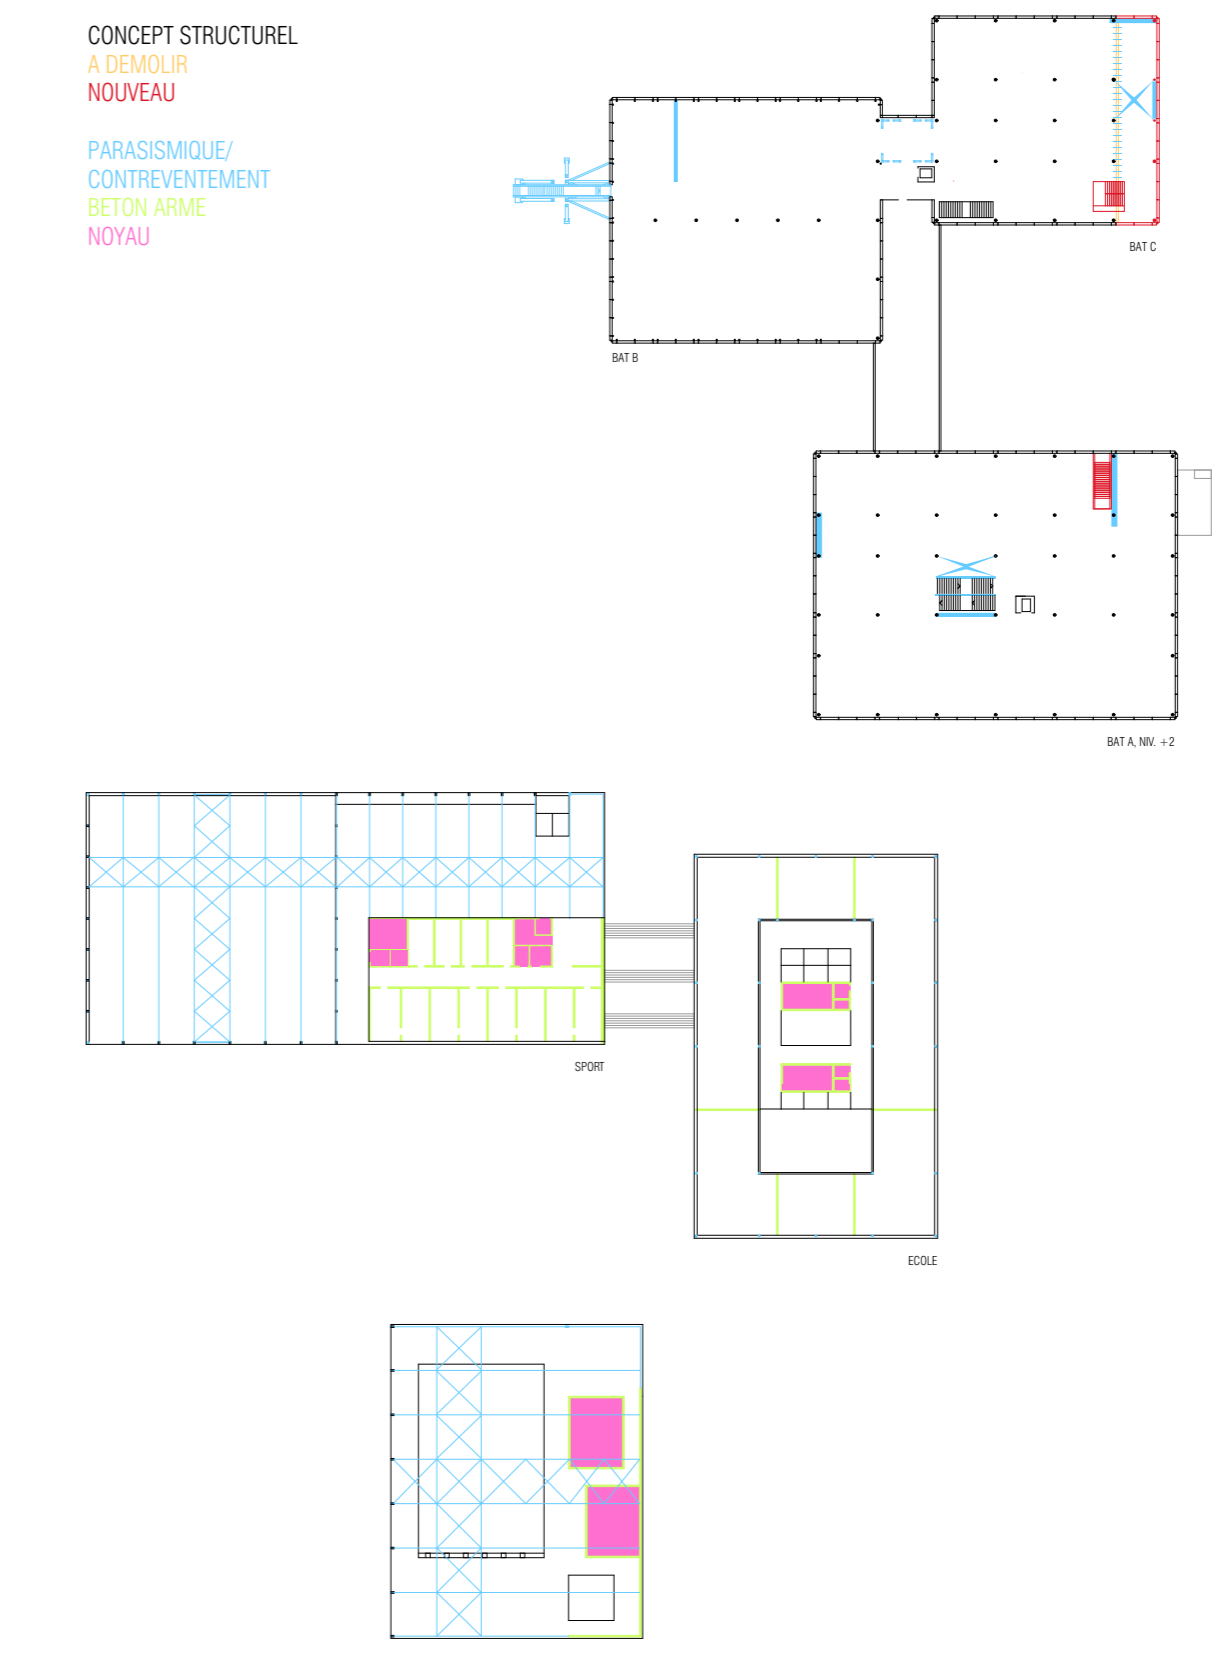 CONCEPT STRUCTUREL
A DEMOLIR
NOUVEAU
PARASISMIQUE/
CONTREVENTEMENT
BETON ARME
NOYAU
BAT C
BAT B
BAT A, NIV. +2
SPORT
ECOLE